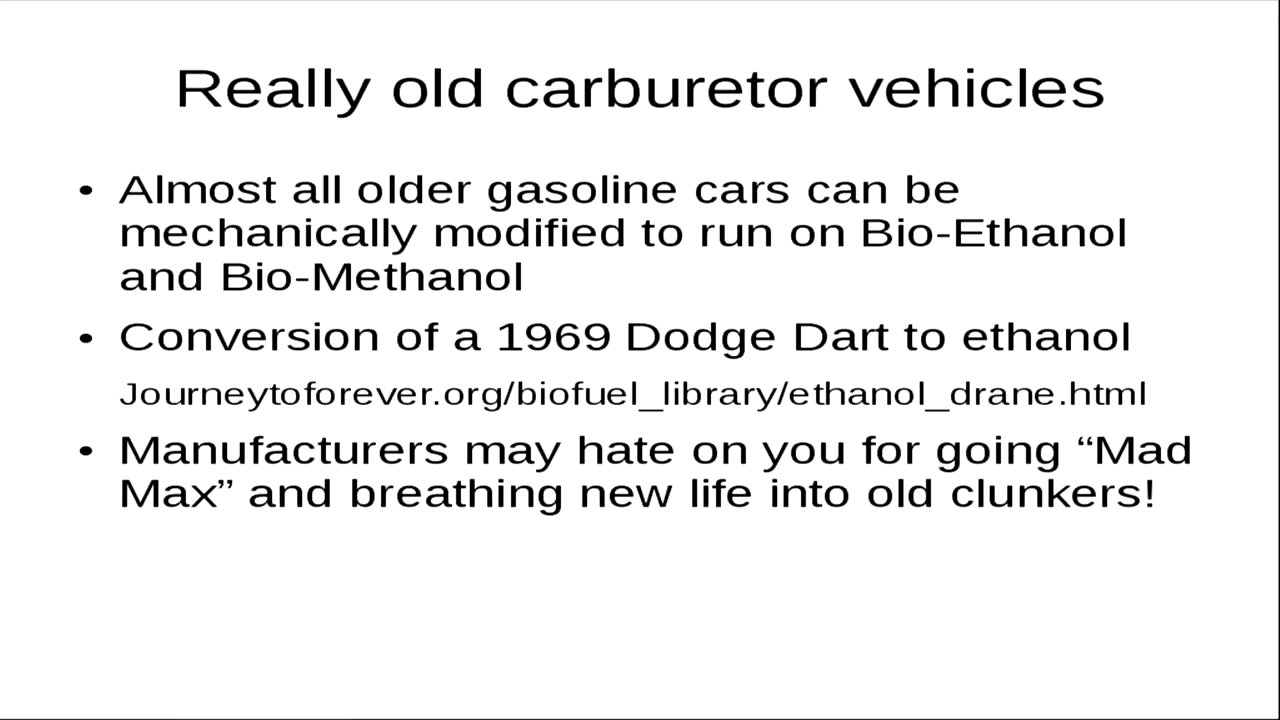 Really old carburetor vehicles
• Almost all older gasoline cars can be
mechanically modified to run on Bio-Ethanol
and Bio-Methanol
• Conversion of a 1969 Dodge Dart to ethanol
Journeytoforever.org/biofuel_library/ethanol_drane.html
• Manufacturers may hate on you for going “Mad
Max” and breathing new life into old clunkers!